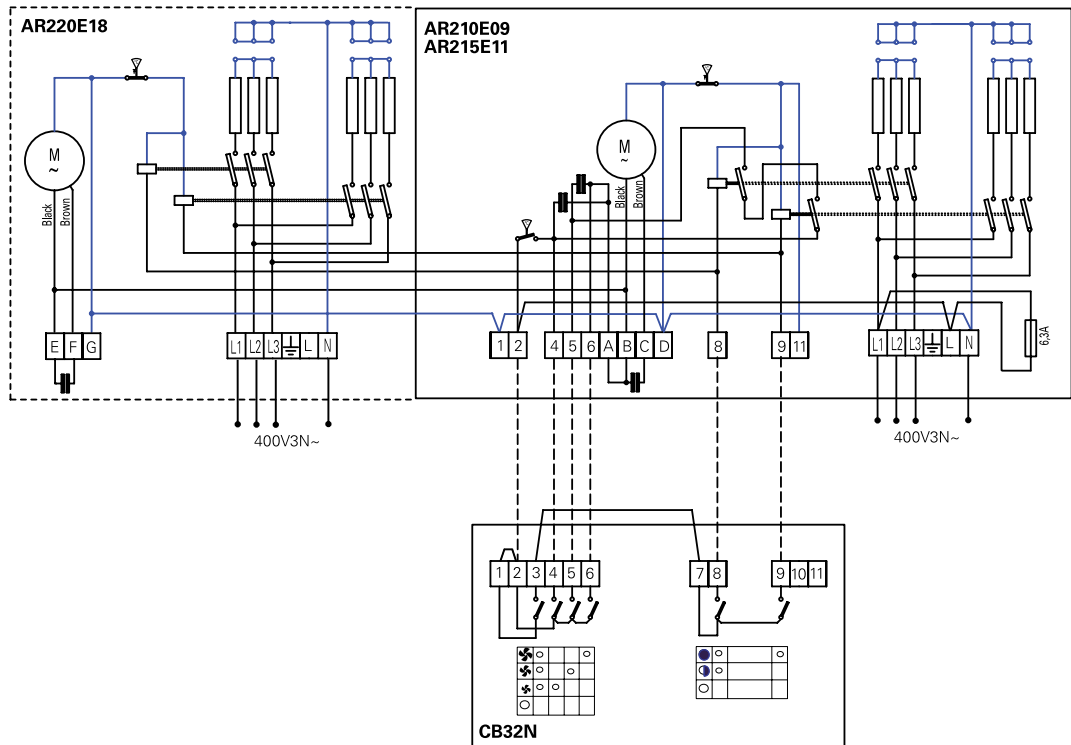 AR220E18
AR210E09
AR215E11
M
~
Black
Brown
M
~
Black
Brown
E F G
L1 L2 L3 L N
1 2
4 5 6 A B C D
8
9 11
L1 L2 L3 L N
6,3A
400V3N~
400V3N~
1 2 3 4 5 6
7 8
9 10 11
CB32N